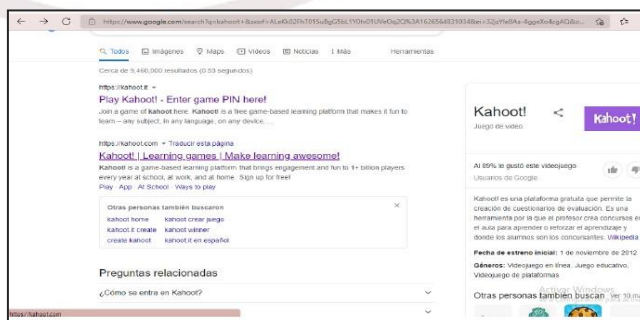 https://www.google.com/search?q=kahoot
Todos
Imágenes
Maps
Videos
Noticias
Más
Herramientas
Cerca de 9,460,000 resultados (0.53 segundos)
https://kahoot.it
Play Kahoot! - Enter game PIN here!
Join a game of kahoot here. Kahoot! is a free game-based learning platform that makes it fun to
learn – any subject, in any language, on any device...
https://kahoot.com Traducir esta página
Kahoot! | Learning games | Make learning awesome!
Kahoot! is a game-based learning platform that brings engagement and fun to 1+ billion players
every year at school, at work, and at home. Sign up for free!
Play App At School Ways to play
Otras personas también buscaron
kahoot home kahoot crear juego
kahoot.it create kahoot winner
create kahoot kahoot.it en español
Preguntas relacionadas
¿Cómo se entra en Kahoot?
https://kahoot.com
Kahoot!
Juego de video
Kahoot!
Al 89% le gustó este videojuego
Usuarios de Google
Kahoot! es una plataforma gratuita que permite la
creación de cuestionarios de evaluación. Es una
herramienta por la que el profesor crea concursos en
el aula para aprender o reforzar el aprendizaje y
donde los alumnos son los concursantes. Wikipedia
Fecha de estreno inicial: 1 de noviembre de 2012
Géneros: Videojuego en línea, Juego educativo,
Videojuego de plataformas
Activar Windows
Otras personas también buscan Ver 10 m